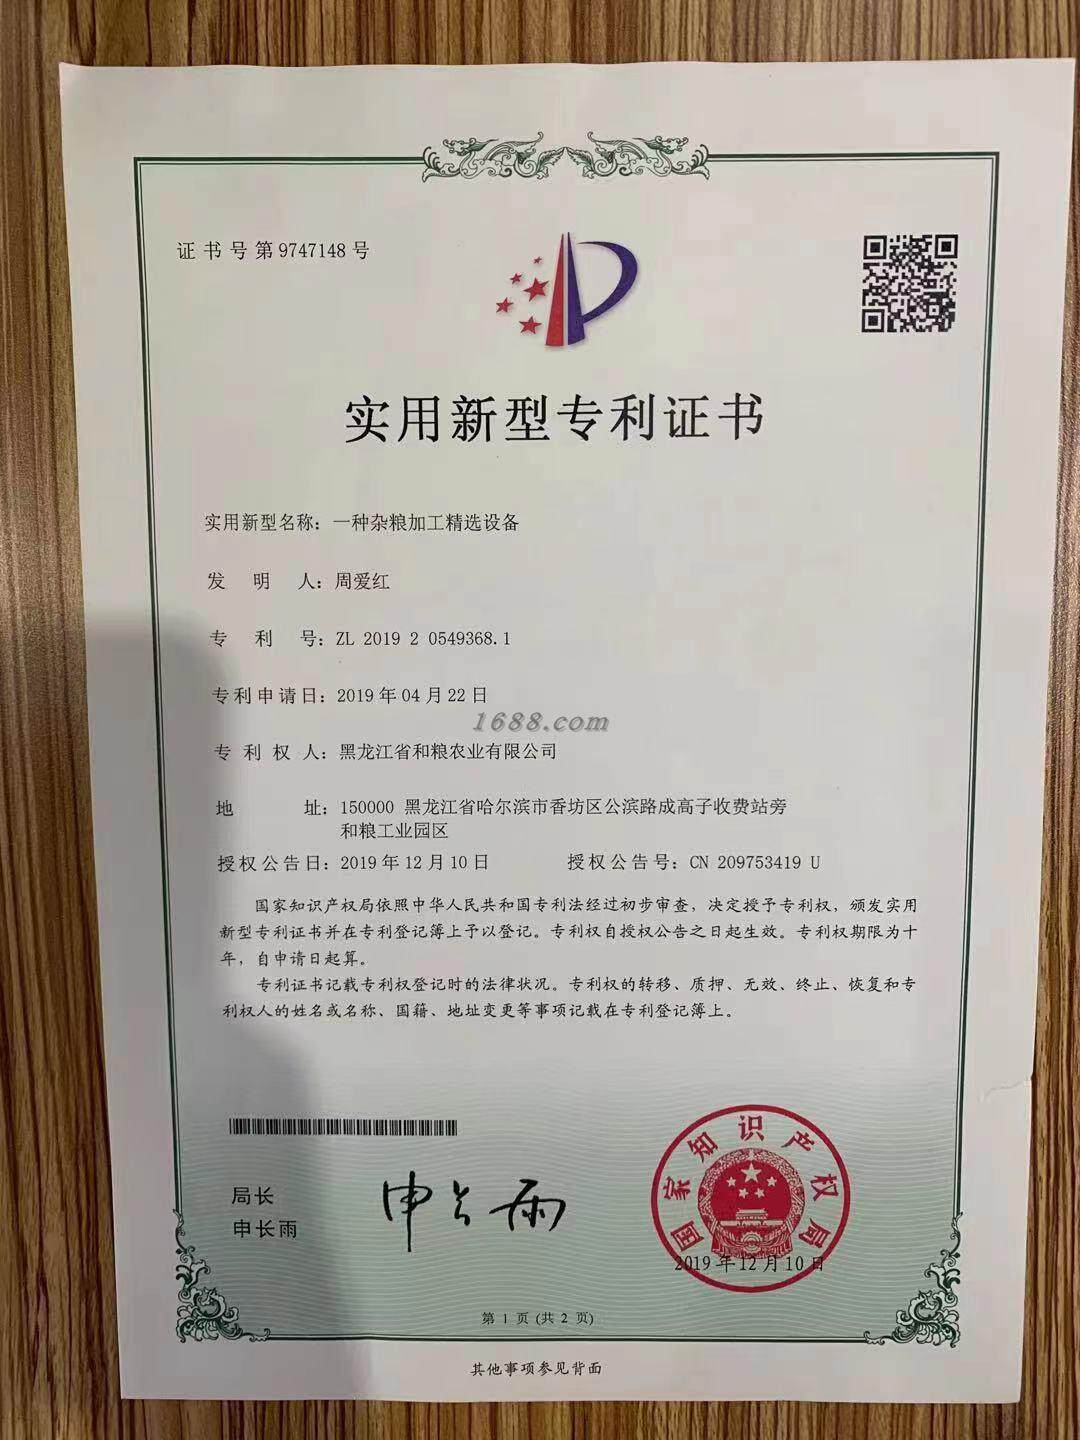 证书号第9747148号
实用新型专利证书
实用新型名称：一种杂粮加工精选设备
发明人：周爱红
专利号：ZL 2019 2 0549368.1
专利申请日：2019年04月22日
1688.com
专利权人：黑龙江省和粮农业有限公司
地址：150000 黑龙江省哈尔滨市香坊区公滨路成高子收费站旁
和粮工业园区
授权公告日：2019年12月10日 授权公告号：CN 209753419 U
国家知识产权局依照中华人民共和国专利法经过初步审查，决定授予专利权，颁发实用
新型专利证书并在专利登记簿上予以登记。专利权自授权公告之日起生效。专利权期限为十
年，自申请日起算。
专利证书记载专利权登记时的法律状况。专利权的转移、质押、无效、终止、恢复和专
利权人的姓名或名称、国籍、地址变更等事项记载在专利登记簿上。
局长
申长雨
申长雨
国家知识产权局
2019年12月10日
第 1 页 (共 2 页)
其他事项参见背面